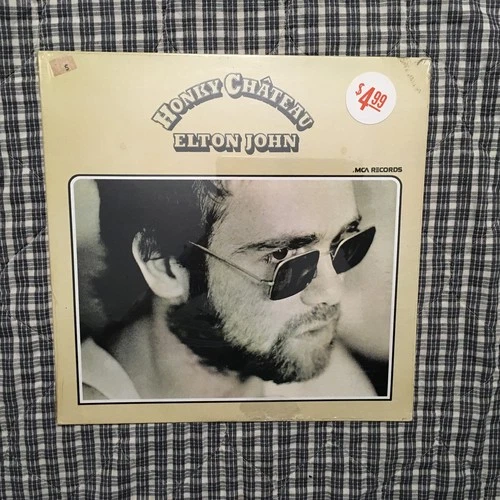 S
$4.99
HONKY CHÂTEAU
ELTON JOHN
.MCA RECORDS